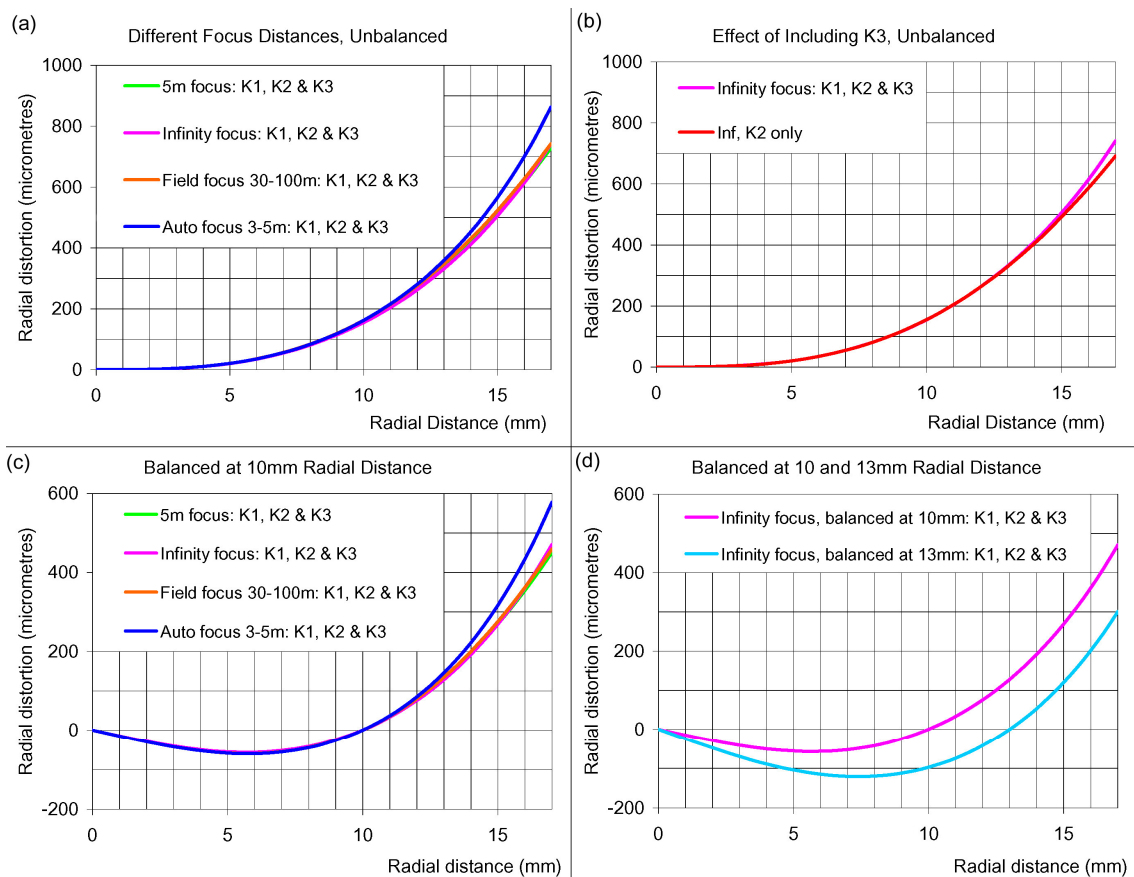 (a)
Different Focus Distances, Unbalanced
Radial distortion (micrometres)
1000
800
600
400
200
0
5m focus: K1, K2 & K3
Infinity focus: K1, K2 & K3
Field focus 30-100m: K1, K2 & K3
Auto focus 3-5m: K1, K2 & K3
0 5 10 15
Radial Distance (mm)
(b)
Effect of Including K3, Unbalanced
Radial distortion (micrometres)
1000
800
600
400
200
0
Infinity focus: K1, K2 & K3
Inf, K2 only
0 5 10 15
Radial Distance (mm)
(c)
Balanced at 10mm Radial Distance
Radial distortion (micrometres)
600
400
200
0
-200
5m focus: K1, K2 & K3
Infinity focus: K1, K2 & K3
Field focus 30-100m: K1, K2 & K3
Auto focus 3-5m: K1, K2 & K3
0 5 10 15
Radial distance (mm)
(d)
Balanced at 10 and 13mm Radial Distance
Radial distortion (micrometres)
600
400
200
0
-200
Infinity focus, balanced at 10mm: K1, K2 & K3
Infinity focus, balanced at 13mm: K1, K2 & K3
0 5 10 15
Radial distance (mm)